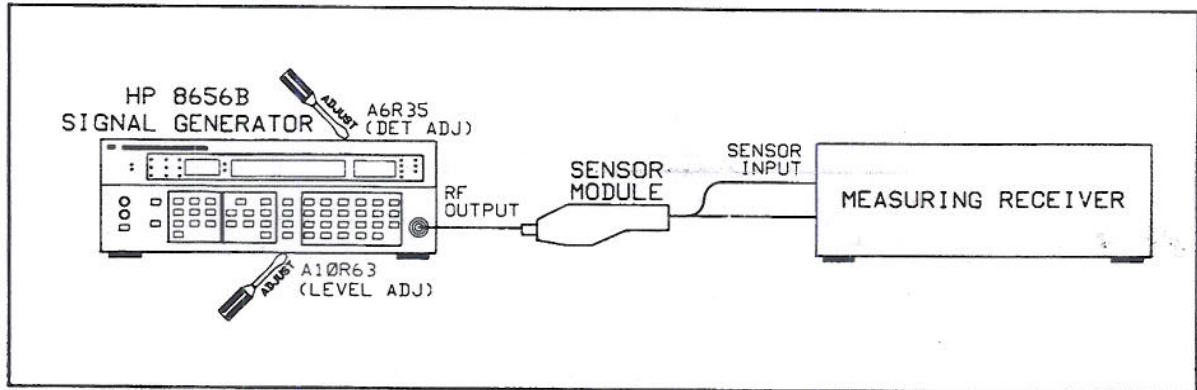 HP 8656B
SIGNAL GENERATOR
ADJUST
A6R35
(DET ADJ)
RF
OUTPUT
SENSOR
MODULE
SENSOR
INPUT
MEASURING RECEIVER
ADJUST
A10R63
(LEVEL ADJ)